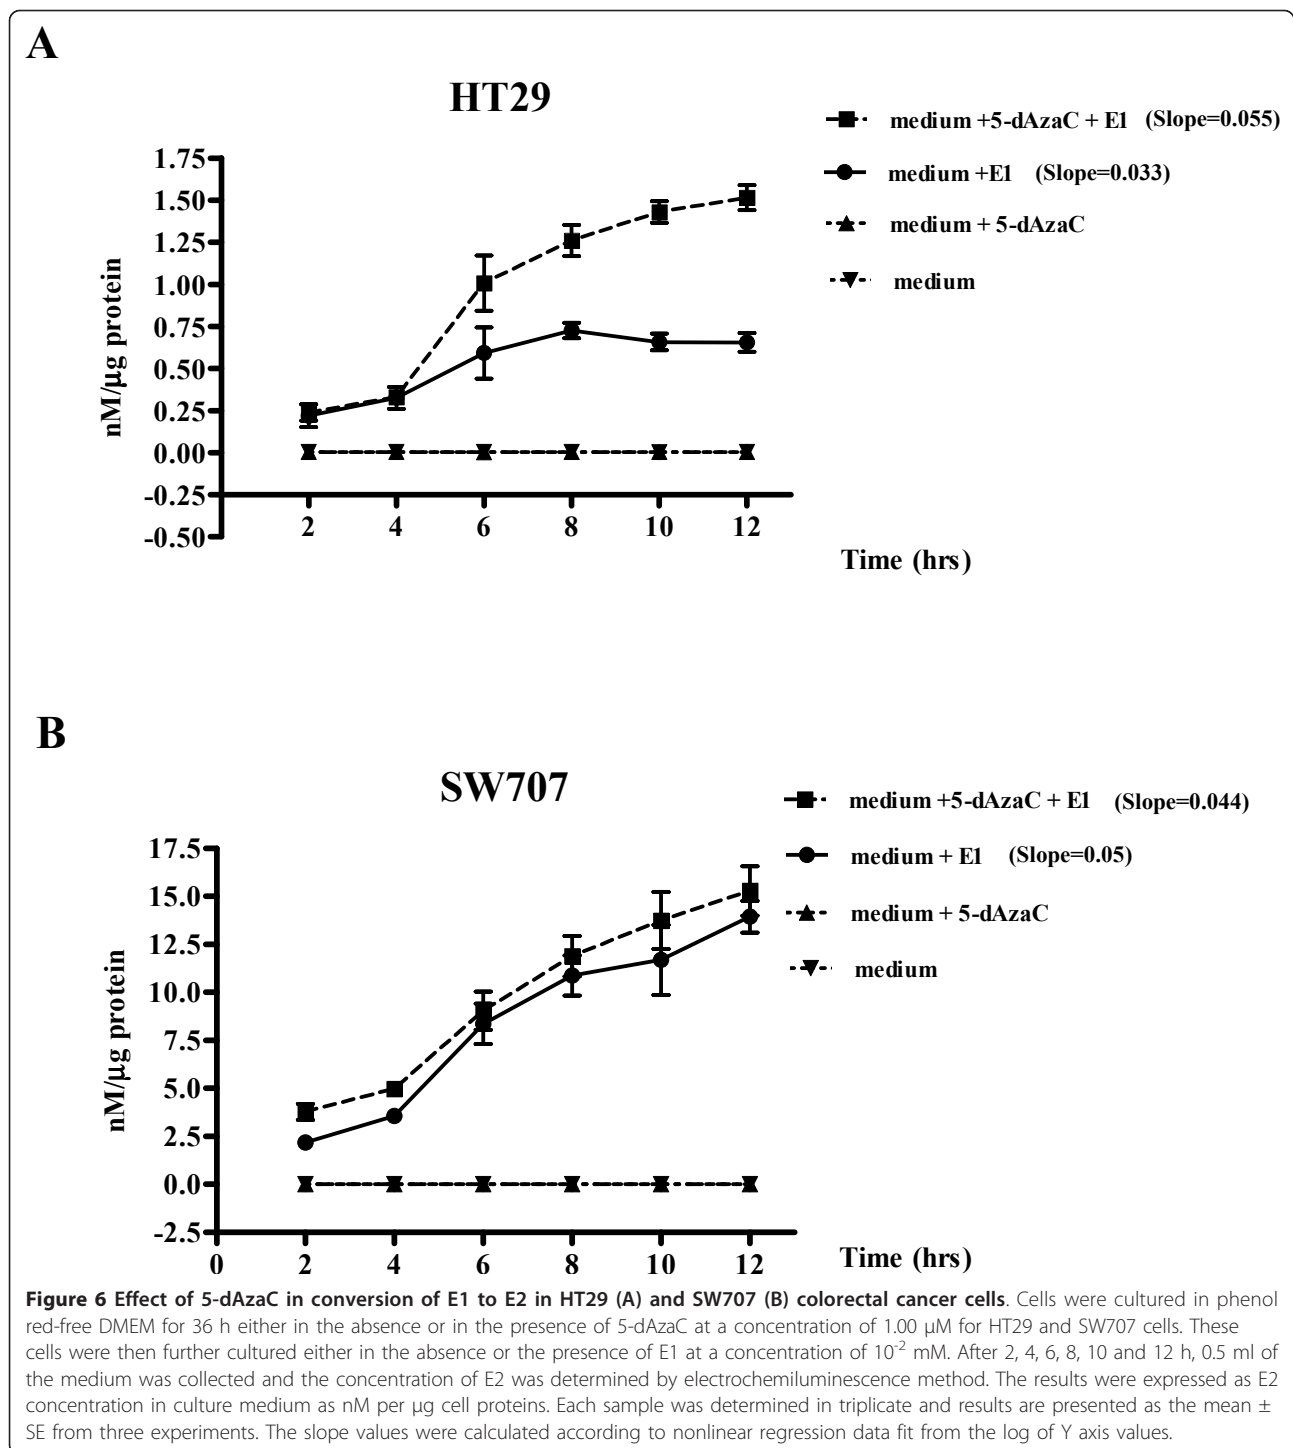 A
HT29
medium +5-dAzaC + E1 (Slope=0.055)
medium +E1 (Slope=0.033)
medium + 5-dAzaC
medium
1.75
1.50
1.25
1.00
0.75
0.50
0.25
0.00
-0.25
-0.50
nM/µg protein
2 4 6 8 10 12
Time (hrs)
B
SW707
medium +5-dAzaC + E1 (Slope=0.044)
medium + E1 (Slope=0.05)
medium + 5-dAzaC
medium
17.5
15.0
12.5
10.0
7.5
5.0
2.5
0.0
-2.5
nM/µg protein
0 2 4 6 8 10 12
Time (hrs)
Figure 6 Effect of 5-dAzaC in conversion of E1 to E2 in HT29 (A) and SW707 (B) colorectal cancer cells. Cells were cultured in phenol
red-free DMEM for 36 h either in the absence or in the presence of 5-dAzaC at a concentration of 1.00 µM for HT29 and SW707 cells. These
cells were then further cultured either in the absence or the presence of E1 at a concentration of 10⁻² mM. After 2, 4, 6, 8, 10 and 12 h, 0.5 ml of
the medium was collected and the concentration of E2 was determined by electrochemiluminescence method. The results were expressed as E2
concentration in culture medium as nM per µg cell proteins. Each sample was determined in triplicate and results are presented as the mean ±
SE from three experiments. The slope values were calculated according to nonlinear regression data fit from the log of Y axis values.